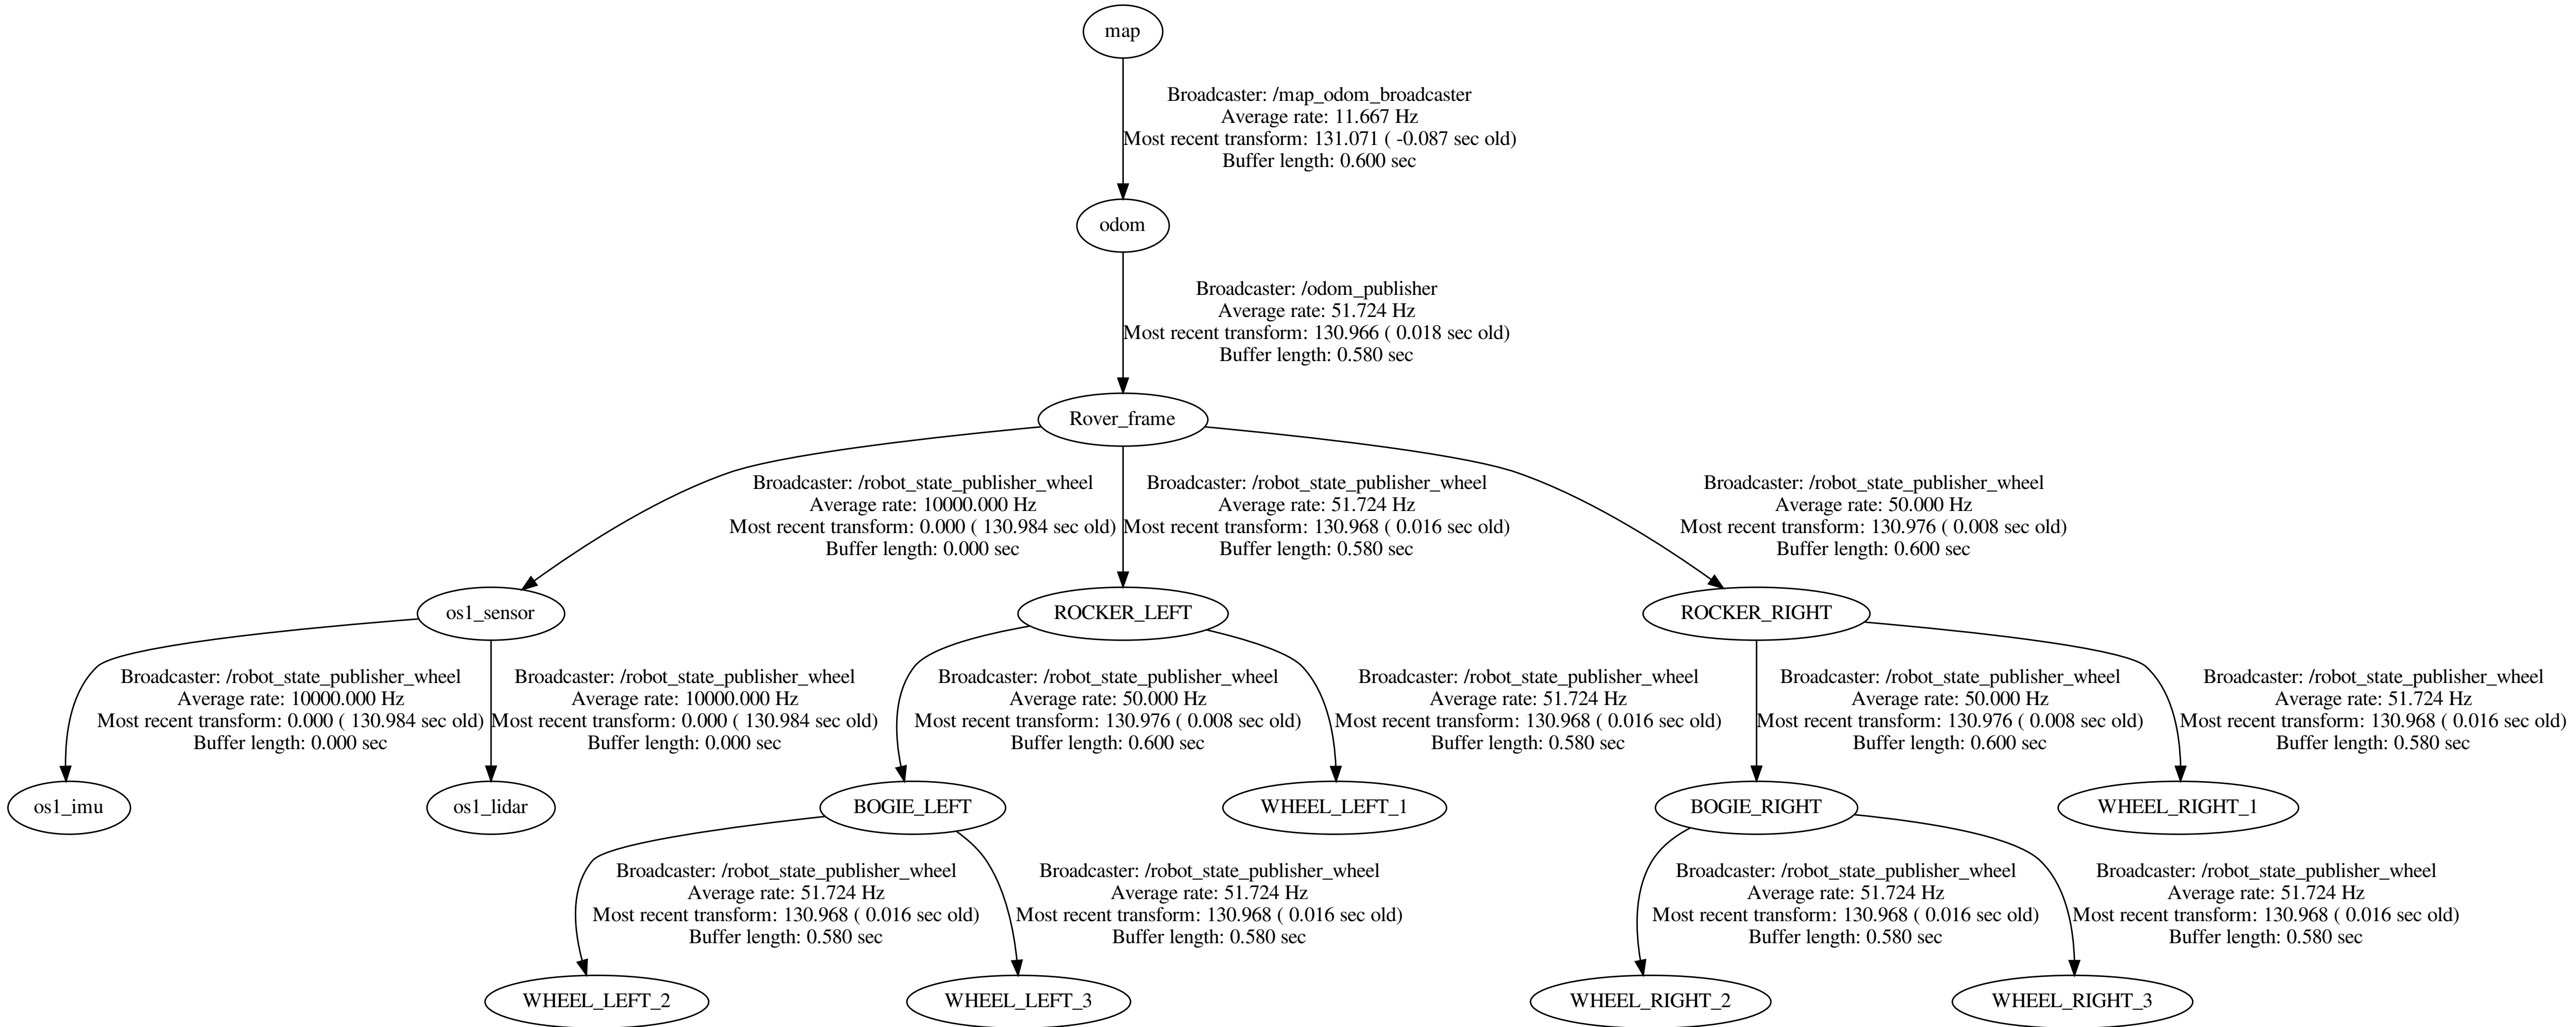 map
Broadcaster: /map_odom_broadcaster
Average rate: 11.667 Hz
Most recent transform: 131.071 ( -0.087 sec old)
Buffer length: 0.600 sec
odom
Broadcaster: /odom_publisher
Average rate: 51.724 Hz
Most recent transform: 130.966 ( 0.018 sec old)
Buffer length: 0.580 sec
Rover_frame
Broadcaster: /robot_state_publisher_wheel
Average rate: 10000.000 Hz
Most recent transform: 0.000 ( 130.984 sec old)
Buffer length: 0.000 sec
Broadcaster: /robot_state_publisher_wheel
Average rate: 51.724 Hz
Most recent transform: 130.968 ( 0.016 sec old)
Buffer length: 0.580 sec
Broadcaster: /robot_state_publisher_wheel
Average rate: 50.000 Hz
Most recent transform: 130.976 ( 0.008 sec old)
Buffer length: 0.600 sec
os1_sensor
ROCKER_LEFT
ROCKER_RIGHT
Broadcaster: /robot_state_publisher_wheel
Average rate: 10000.000 Hz
Most recent transform: 0.000 ( 130.984 sec old)
Buffer length: 0.000 sec
Broadcaster: /robot_state_publisher_wheel
Average rate: 10000.000 Hz
Most recent transform: 0.000 ( 130.984 sec old)
Buffer length: 0.000 sec
Broadcaster: /robot_state_publisher_wheel
Average rate: 50.000 Hz
Most recent transform: 130.976 ( 0.008 sec old)
Buffer length: 0.600 sec
Broadcaster: /robot_state_publisher_wheel
Average rate: 51.724 Hz
Most recent transform: 130.968 ( 0.016 sec old)
Buffer length: 0.580 sec
Broadcaster: /robot_state_publisher_wheel
Average rate: 50.000 Hz
Most recent transform: 130.976 ( 0.008 sec old)
Buffer length: 0.600 sec
Broadcaster: /robot_state_publisher_wheel
Average rate: 51.724 Hz
Most recent transform: 130.968 ( 0.016 sec old)
Buffer length: 0.580 sec
os1_imu
os1_lidar
BOGIE_LEFT
WHEEL_LEFT_1
BOGIE_RIGHT
WHEEL_RIGHT_1
Broadcaster: /robot_state_publisher_wheel
Average rate: 51.724 Hz
Most recent transform: 130.968 ( 0.016 sec old)
Buffer length: 0.580 sec
Broadcaster: /robot_state_publisher_wheel
Average rate: 51.724 Hz
Most recent transform: 130.968 ( 0.016 sec old)
Buffer length: 0.580 sec
Broadcaster: /robot_state_publisher_wheel
Average rate: 51.724 Hz
Most recent transform: 130.968 ( 0.016 sec old)
Buffer length: 0.580 sec
Broadcaster: /robot_state_publisher_wheel
Average rate: 51.724 Hz
Most recent transform: 130.968 ( 0.016 sec old)
Buffer length: 0.580 sec
WHEEL_LEFT_2
WHEEL_LEFT_3
WHEEL_RIGHT_2
WHEEL_RIGHT_3